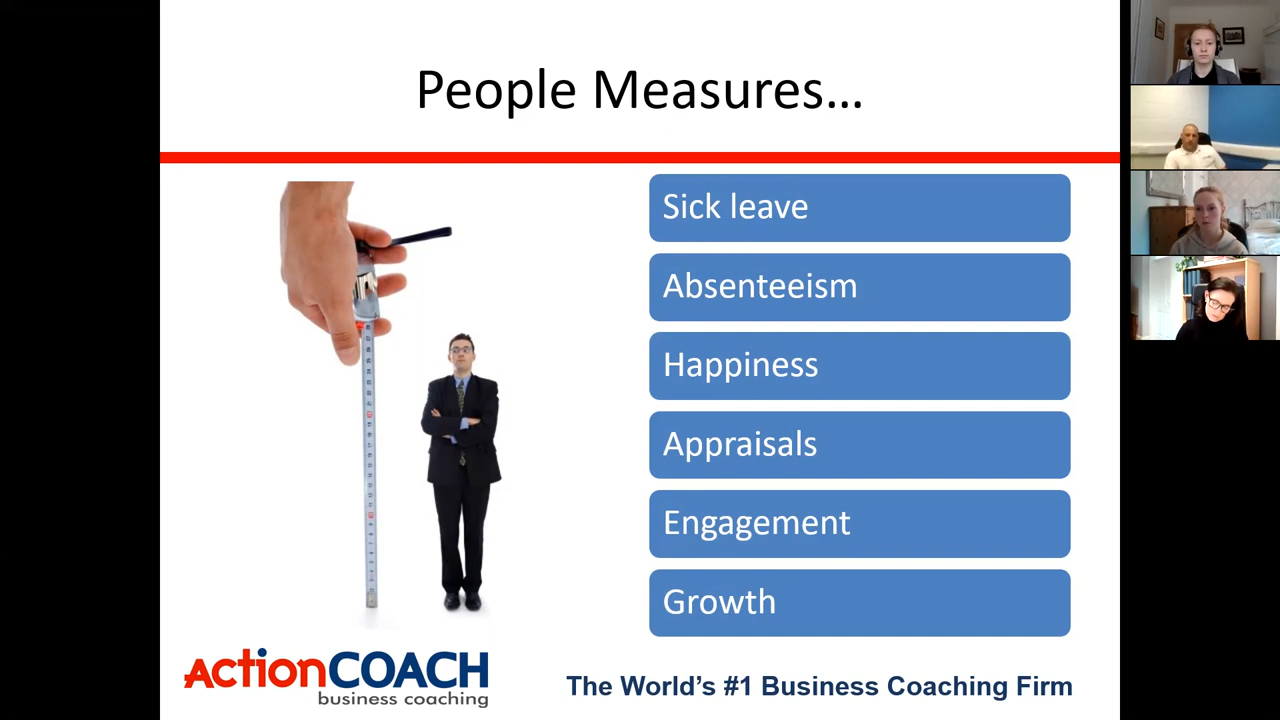 People Measures...
Sick leave
Absenteeism
Happiness
Appraisals
Engagement
Growth
ActionCOACH
business coaching
The World's #1 Business Coaching Firm